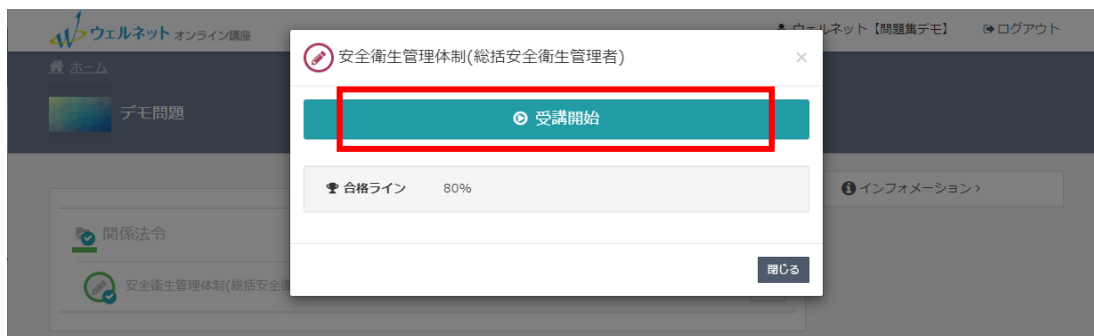 ウェルネット オンライン講座
ウェルネット【問題集デモ】 ログアウト
ホーム
デモ問題
安全衛生管理体制(総括安全衛生管理者)
×
受講開始
合格ライン 80%
インフォメーション ›
関係法令
安全衛生管理体制(総括安全衛
閉じる